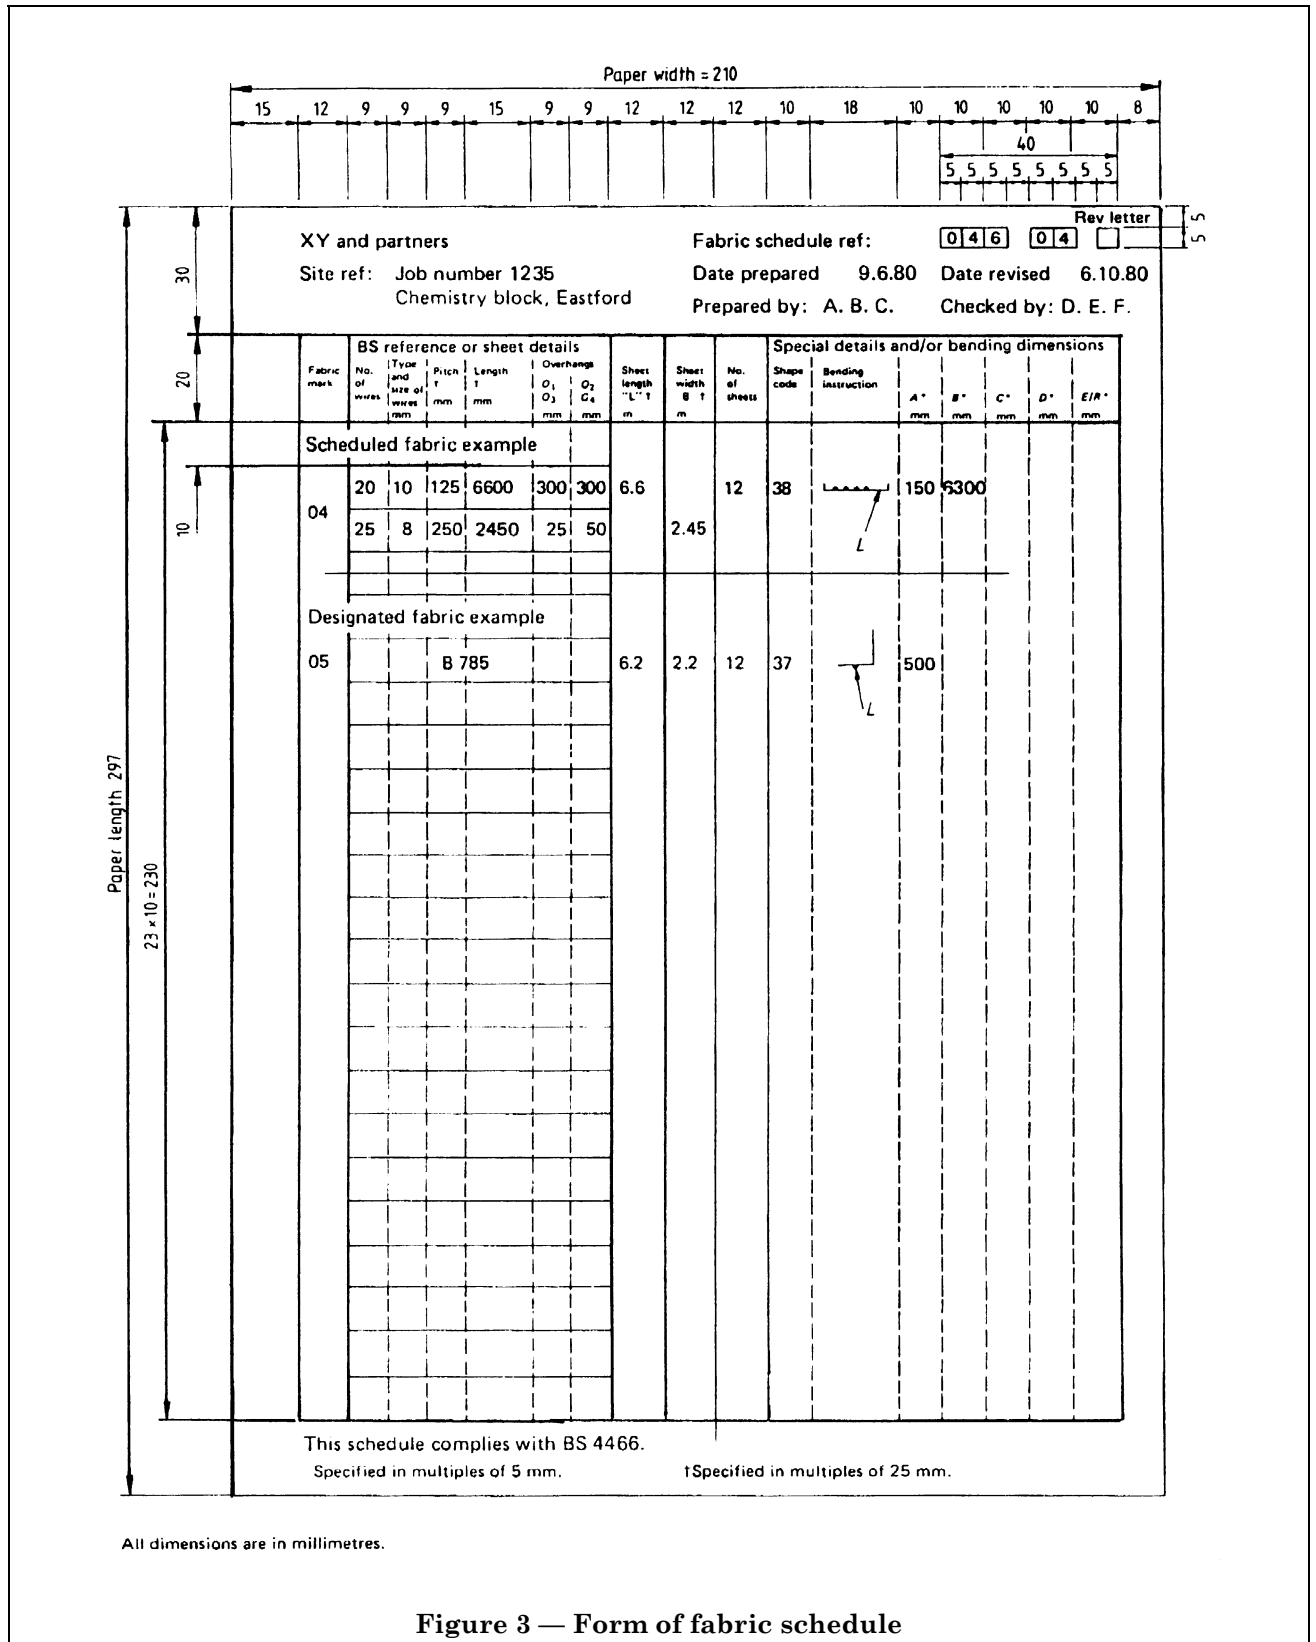 Paper width = 210
15 12 9 9 9 15 9 9 12 12 12 10 18 10 10 10 10 10 8
40
5 5 5 5 5 5 5 5
Rev letter
5
5
XY and partners Fabric schedule ref: 0 4 6 0 4
Site ref: Job number 1235 Date prepared 9.6.80 Date revised 6.10.80
Chemistry block, Eastford
Prepared by: A. B. C. Checked by: D. E. F.
30
20
10
Paper length 297
23 × 10 = 230
BS reference or sheet details Special details and/or bending dimensions
Fabric mark
No. of wires
Type and size of wires mm
Pitch † mm
Length † mm
Overhangs
O1 O3 mm
O2 O4 mm
Sheet length "L" † m
Sheet width B † m
No. of sheets
Shape code
Bending instruction
A* mm
B* mm
C* mm
D* mm
E/R* mm
Scheduled fabric example
04
20 10 125 6600 300 300 6.6 12 38 150 6300
25 8 250 2450 25 50 2.45
L
Designated fabric example
05 B 785 6.2 2.2 12 37 500
L
This schedule complies with BS 4466.
Specified in multiples of 5 mm. †Specified in multiples of 25 mm.
All dimensions are in millimetres.
Figure 3 — Form of fabric schedule